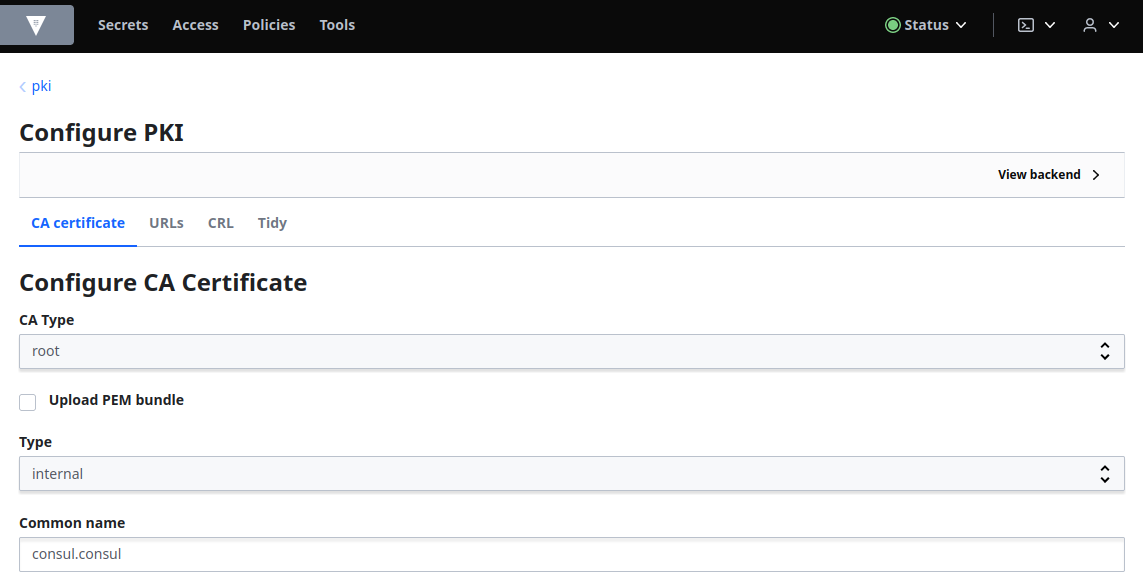 Secrets Access Policies Tools Status
pki
Configure PKI
View backend
CA certificate URLs CRL Tidy
Configure CA Certificate
CA Type
root
Upload PEM bundle
Type
internal
Common name
consul.consul